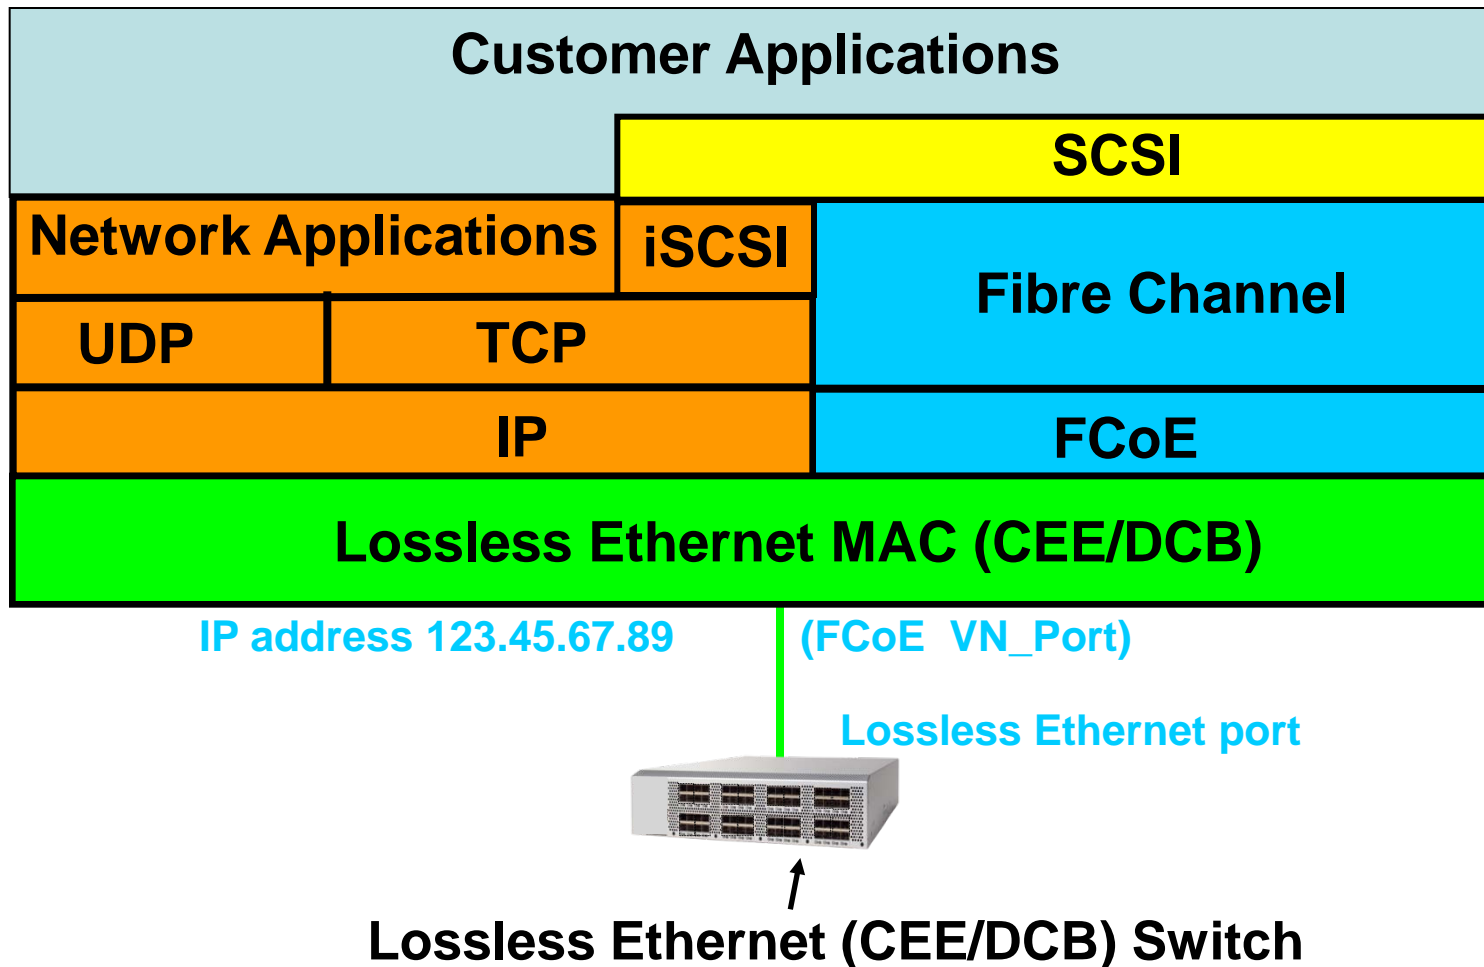 Customer Applications
SCSI
Network Applications
iSCSI
Fibre Channel
UDP
TCP
IP
FCoE
Lossless Ethernet MAC (CEE/DCB)
IP address 123.45.67.89
(FCoE VN_Port)
Lossless Ethernet port
Lossless Ethernet (CEE/DCB) Switch